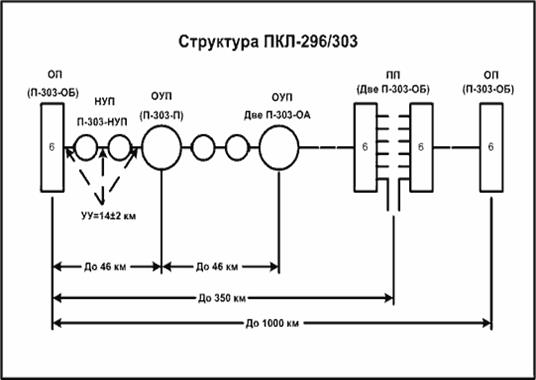 Структура ПКЛ-296/303
ОП
(П-303-ОБ)
НУП
П-303-НУП
ОУП
(П-303-П)
ОУП
Две П-303-ОА
ПП
(Две П-303-ОБ)
ОП
(П-303-ОБ)
6
6
6
6
УУ=14±2 км
До 46 км
До 46 км
До 350 км
До 1000 км